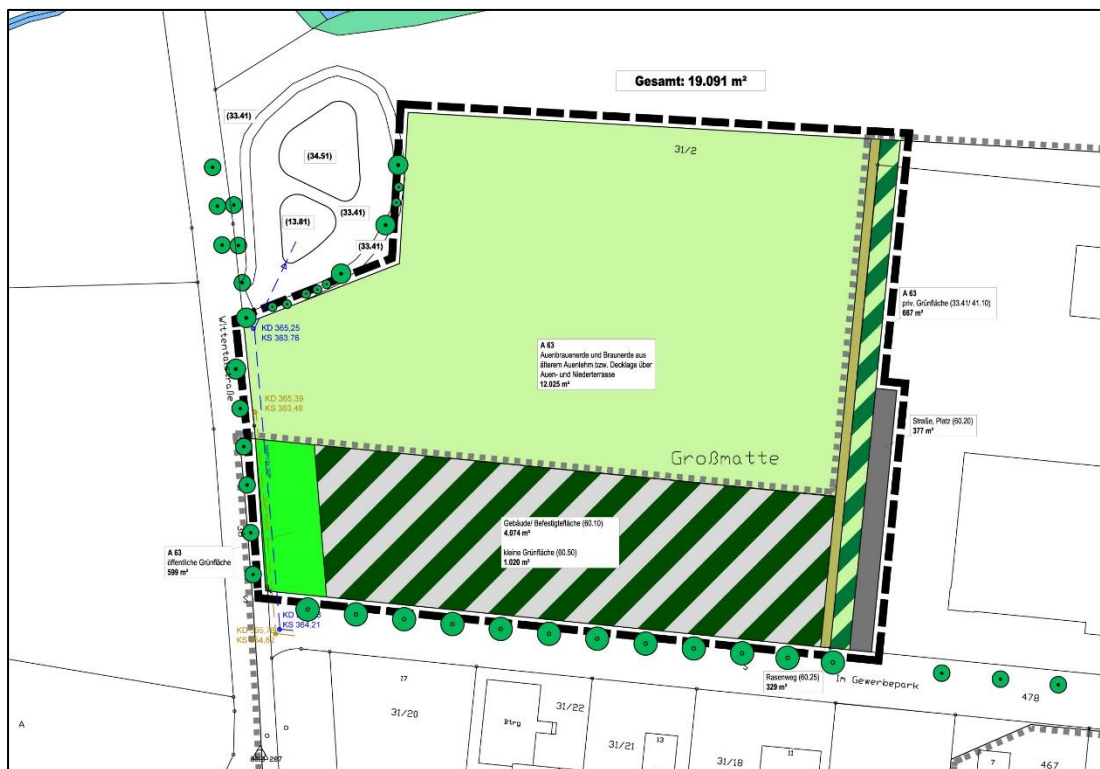 Gesamt: 19.091 m²
(33.41)
31/2
(34.51)
(33.41)
(13.81)
(33.41)
A 63
priv. Grünfläche (33.41/ 41.10)
667 m²
Wittentalstraße
KD 365,25
KS 363,76
A 63
Auenbrauenerde und Braunerde aus
älterem Auenlehm bzw. Decklage über
Auen- und Niederterrasse
12.025 m²
KD 365,39
KS 363,48
Straße, Platz (60.20)
377 m²
Großmatte
Gebäude/ Befestigtefläche (60.10)
4.074 m²
kleine Grünfläche (60.50)
1.020 m²
A 63
öffentliche Grünfläche
599 m²
KD
KS 364,21
Rasenweg (60.25)
329 m²
Im Gewerbepark
478
17
31/20
Btrg
31/22
31/21
13
31/18
11
7
467
A